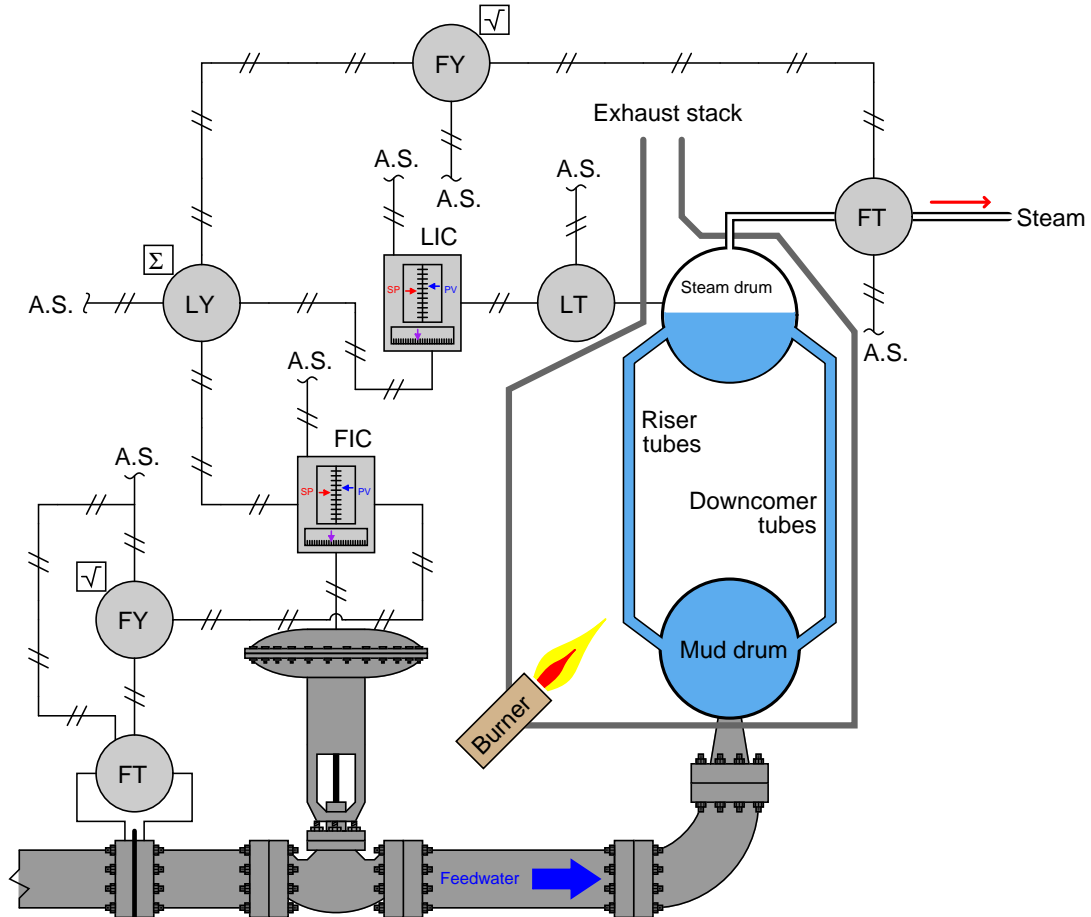 √
FY
Exhaust stack
A.S.
A.S.
A.S.
FT
Steam
LIC
Σ
A.S.
LY
SP
PV
LT
Steam drum
A.S.
A.S.
Riser
tubes
FIC
A.S.
SP
PV
Downcomer
tubes
√
FY
Mud drum
Burner
FT
Feedwater